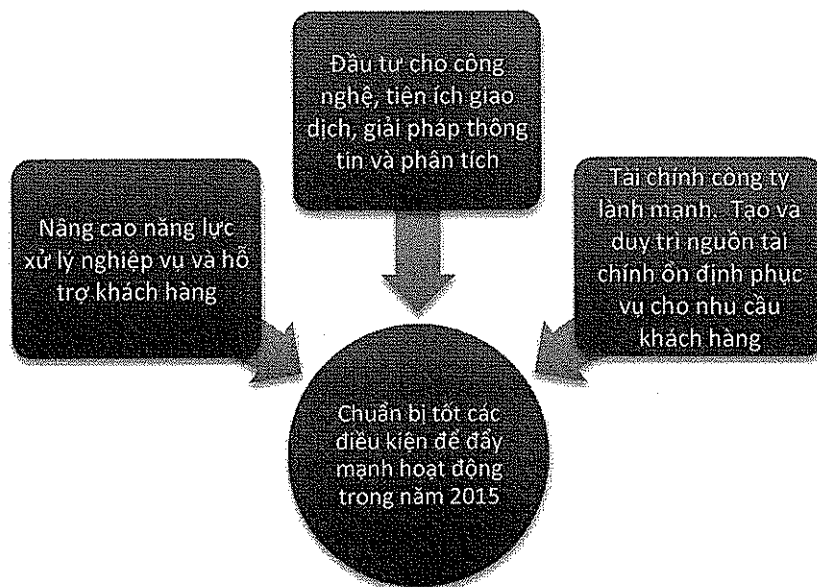 Đầu tư cho công
nghệ, tiện ích giao
dịch, giải pháp thông
tin và phân tích
Nâng cao năng lực
xử lý nghiệp vụ và hỗ
trợ khách hàng
Tài chính công ty
lành mạnh. Tạo và
duy trì nguồn tài
chính ổn định phục
vụ cho nhu cầu
khách hàng
Chuẩn bị tốt các
điều kiện để đẩy
mạnh hoạt động
trong năm 2015